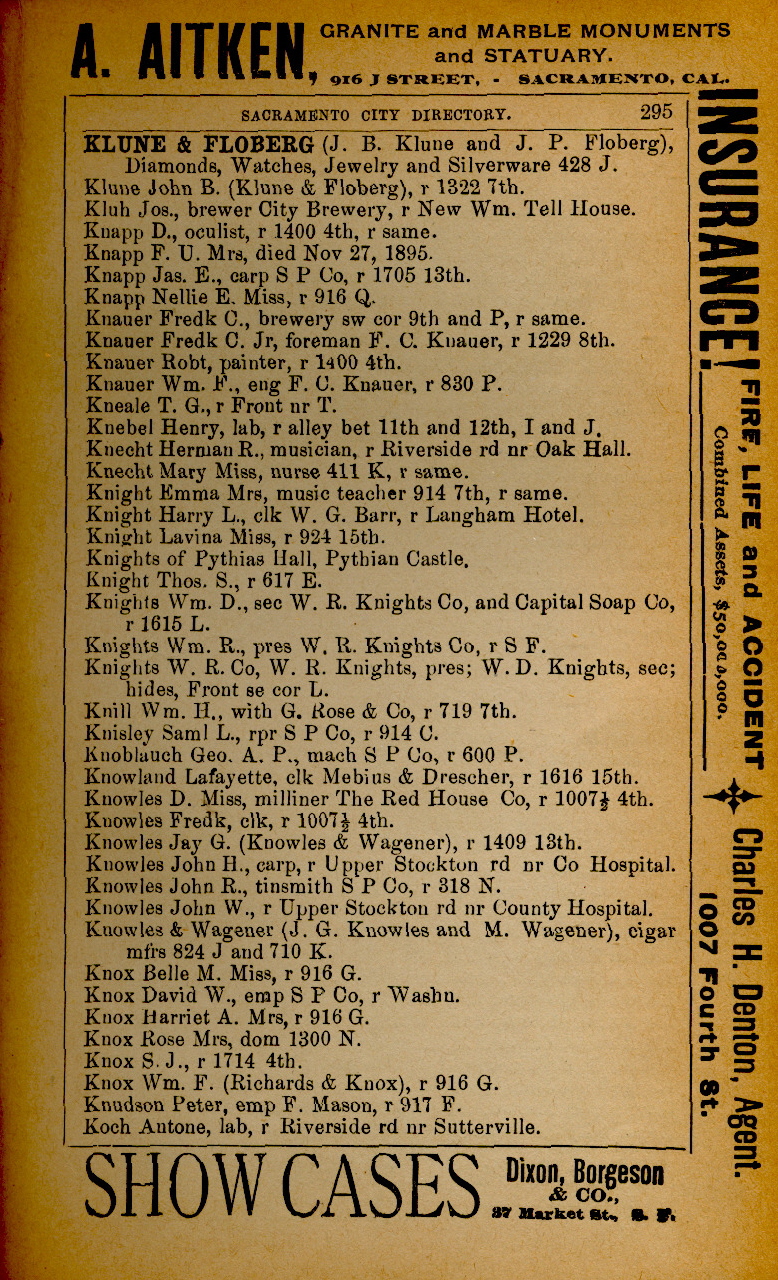 A. AITKEN,
GRANITE and MARBLE MONUMENTS
and STATUARY.
916 J STREET, - SACRAMENTO, CAL.
SACRAMENTO CITY DIRECTORY. 295
KLUNE & FLOBERG (J. B. Klune and J. P. Floberg),
Diamonds, Watches, Jewelry and Silverware 428 J.
Klune John B. (Klune & Floberg), r 1322 7th.
Kluh Jos., brewer City Brewery, r New Wm. Tell House.
Knapp D., oculist, r 1400 4th, r same.
Knapp F. U. Mrs, died Nov 27, 1895.
Knapp Jas. E., carp S P Co, r 1705 13th.
Knapp Nellie E. Miss, r 916 Q.
Knauer Fredk C., brewery sw cor 9th and P, r same.
Knauer Fredk C. Jr, foreman F. C. Knauer, r 1229 8th.
Knauer Robt, painter, r 1400 4th.
Knauer Wm. F., eng F. C. Knauer, r 830 P.
Kneale T. G., r Front nr T.
Knebel Henry, lab, r alley bet 11th and 12th, I and J.
Knecht Herman R., musician, r Riverside rd nr Oak Hall.
Knecht Mary Miss, nurse 411 K, r same.
Knight Emma Mrs, music teacher 914 7th, r same.
Knight Harry L., clk W. G. Barr, r Langham Hotel.
Knight Lavina Miss, r 924 15th.
Knights of Pythias Hall, Pythian Castle.
Knight Thos. S., r 617 E.
Knights Wm. D., sec W. R. Knights Co, and Capital Soap Co,
r 1615 L.
Knights Wm. R., pres W. R. Knights Co, r S F.
Knights W. R. Co, W. R. Knights, pres; W. D. Knights, sec;
hides, Front se cor L.
Knill Wm. H., with G. Rose & Co, r 719 7th.
Knisley Saml L., rpr S P Co, r 914 C.
Knoblauch Geo. A. P., mach S P Co, r 600 P.
Knowland Lafayette, clk Mebius & Drescher, r 1616 15th.
Knowles D. Miss, milliner The Red House Co, r 1007½ 4th.
Knowles Fredk, clk, r 1007½ 4th.
Knowles Jay G. (Knowles & Wagener), r 1409 13th.
Knowles John H., carp, r Upper Stockton rd nr Co Hospital.
Knowles John R., tinsmith S P Co, r 318 N.
Knowles John W., r Upper Stockton rd nr County Hospital.
Knowles & Wagener (J. G. Knowles and M. Wagener), cigar
mfrs 824 J and 710 K.
Knox Belle M. Miss, r 916 G.
Knox David W., emp S P Co, r Washn.
Knox Harriet A. Mrs, r 916 G.
Knox Rose Mrs, dom 1300 N.
Knox S. J., r 1714 4th.
Knox Wm. F. (Richards & Knox), r 916 G.
Knudson Peter, emp F. Mason, r 917 F.
Koch Antone, lab, r Riverside rd nr Sutterville.
INSURANCE! FIRE, LIFE and ACCIDENT
Combined Assets, $50,000,000.
Charles H. Denton, Agent.
1007 Fourth St.
SHOW CASES
Dixon, Borgeson
& CO.,
37 Market St., S. F.